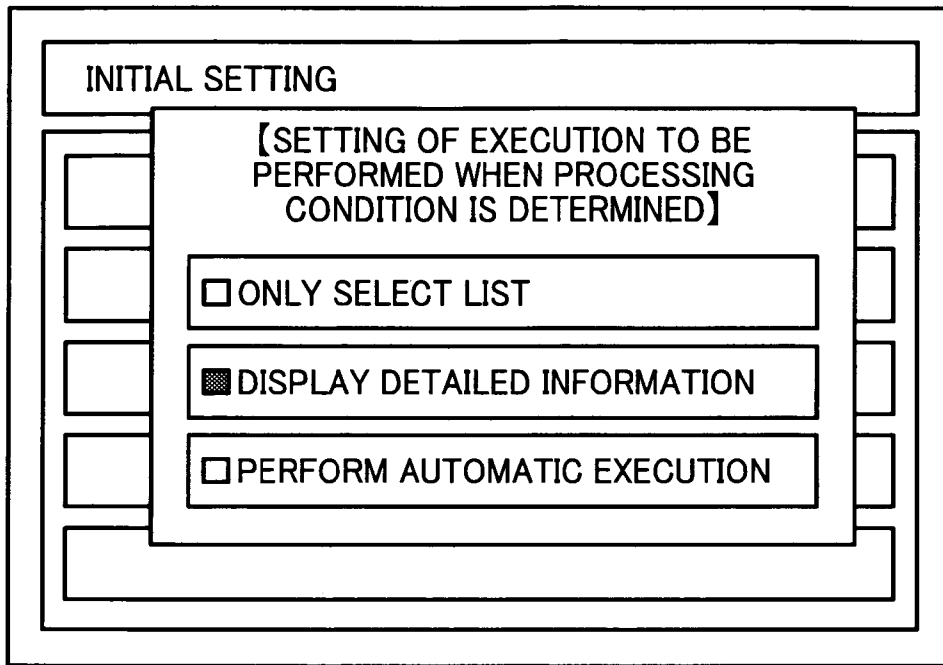 INITIAL SETTING
【SETTING OF EXECUTION TO BE
PERFORMED WHEN PROCESSING
CONDITION IS DETERMINED】
□ ONLY SELECT LIST
■ DISPLAY DETAILED INFORMATION
□ PERFORM AUTOMATIC EXECUTION